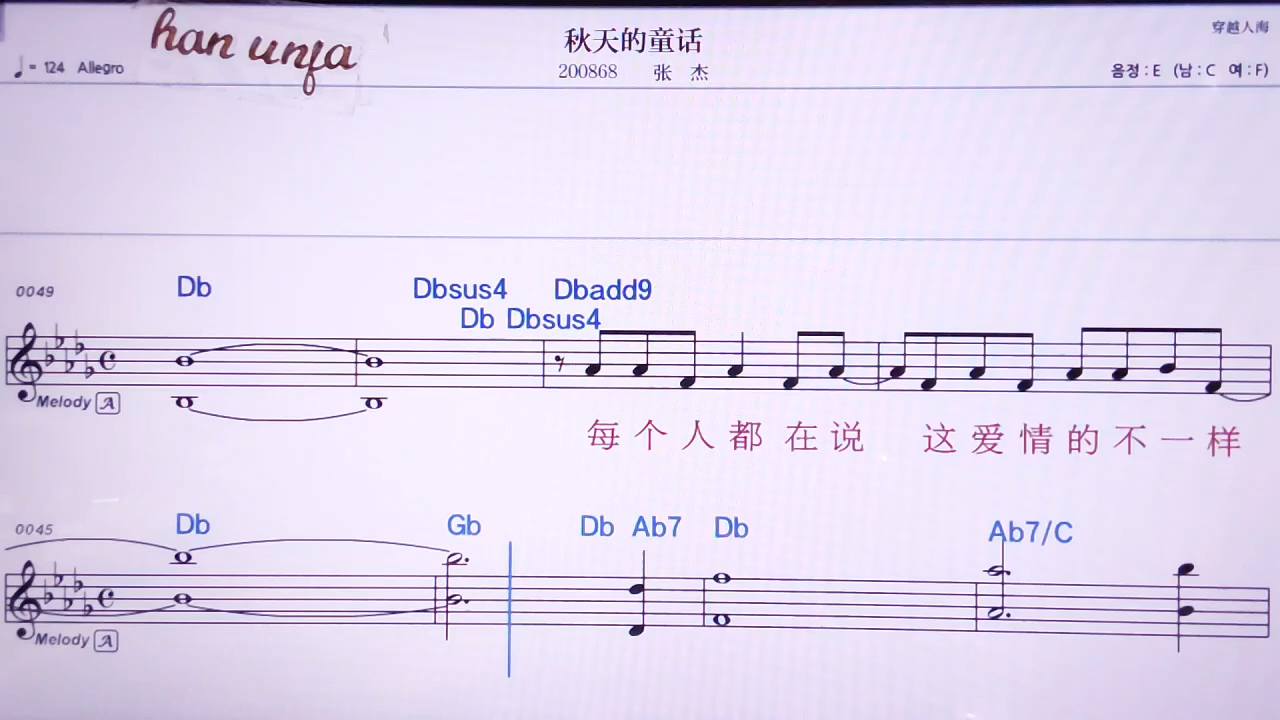 han unja
秋天的童话
穿越人海
♩= 124 Allegro
200868 张 杰
음정 : E (남 : C 여 : F)
0049
Db Dbsus4 Dbadd9
Db Dbsus4
Melody A
每 个 人 都 在 说 这 爱 情 的 不 一 样
0045
Db Gb Db Ab7 Db Ab7/C
Melody A